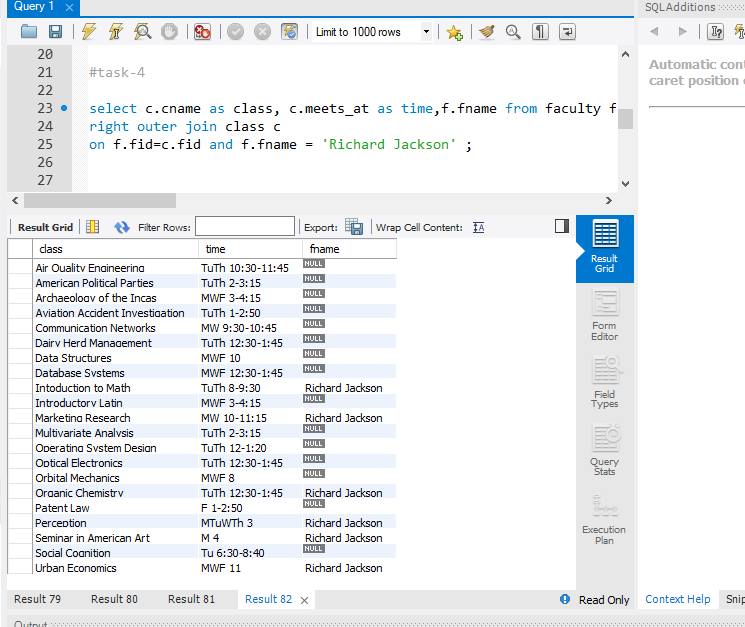 Query 1
SQLAdditions
Limit to 1000 rows
Automatic cont
caret position
20
21 #task-4
22
23 select c.cname as class, c.meets_at as time,f.fname from faculty f
24 right outer join class c
25 on f.fid=c.fid and f.fname = 'Richard Jackson' ;
26
27
Result Grid Filter Rows: Export: Wrap Cell Content:
class time fname
Air Quality Engineering TuTh 10:30-11:45 NULL
American Political Parties TuTh 2-3:15 NULL
Archaeology of the Incas MWF 3-4:15 NULL
Aviation Accident Investigation TuTh 1-2:50 NULL
Communication Networks MW 9:30-10:45 NULL
Dairy Herd Management TuTh 12:30-1:45 NULL
Data Structures MWF 10 NULL
Database Systems MWF 12:30-1:45 NULL
Intoduction to Math TuTh 8-9:30 Richard Jackson
Introductory Latin MWF 3-4:15 NULL
Marketing Research MW 10-11:15 Richard Jackson
Multivariate Analysis TuTh 2-3:15 NULL
Operating System Design TuTh 12-1:20 NULL
Optical Electronics TuTh 12:30-1:45 NULL
Orbital Mechanics MWF 8 NULL
Organic Chemistry TuTh 12:30-1:45 Richard Jackson
Patent Law F 1-2:50 NULL
Perception MTuWTh 3 Richard Jackson
Seminar in American Art M 4 Richard Jackson
Social Cognition Tu 6:30-8:40 NULL
Urban Economics MWF 11 Richard Jackson
Result
Grid
Form
Editor
Field
Types
Query
Stats
Execution
Plan
Result 79 Result 80 Result 81 Result 82 Read Only Context Help Snip
Output